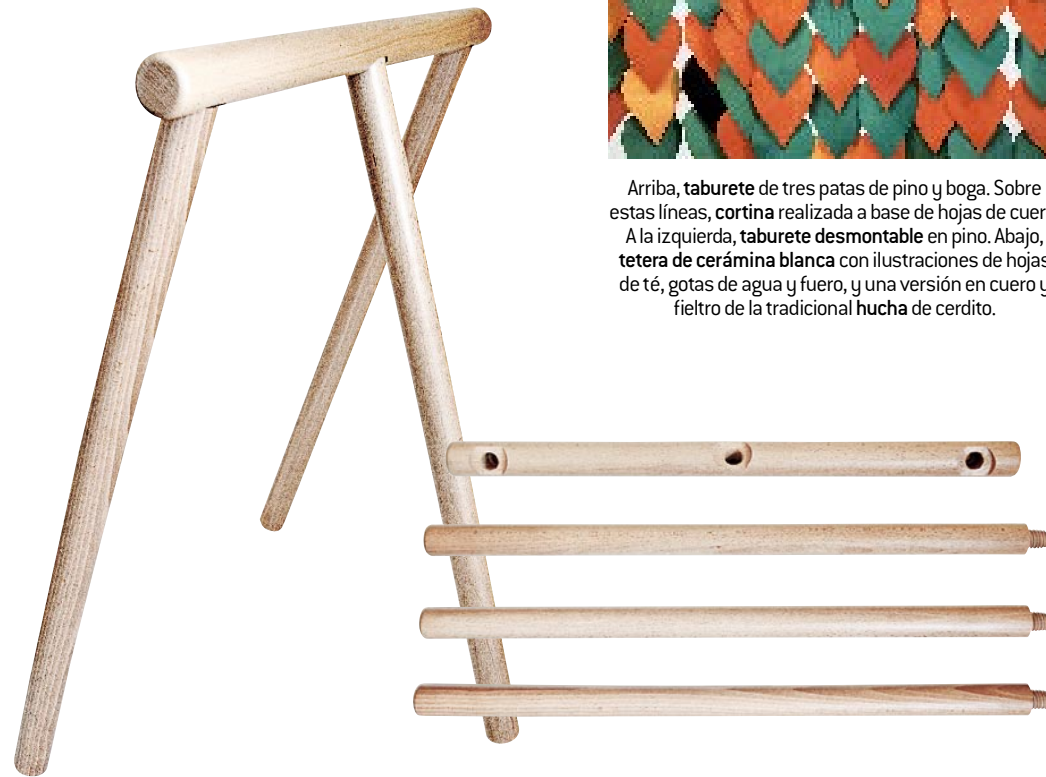 Arriba, taburete de tres patas de pino y boga. Sobre
estas líneas, cortina realizada a base de hojas de cuer
A la izquierda, taburete desmontable en pino. Abajo,
tetera de cerámina blanca con ilustraciones de hojas
de té, gotas de agua y fuero, y una versión en cuero y
fieltro de la tradicional hucha de cerdito.